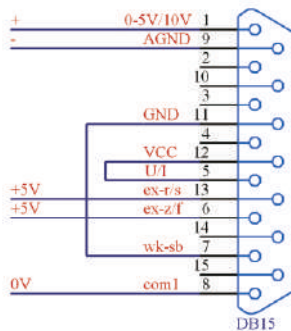 + 0-5V/10V 1
- AGND 9
2
10
3
GND 11
4
VCC 12
U/I 5
+5V ex-r/s 13
+5V ex-z/f 6
14
wk-sb 7
15
0V com1 8
DB15